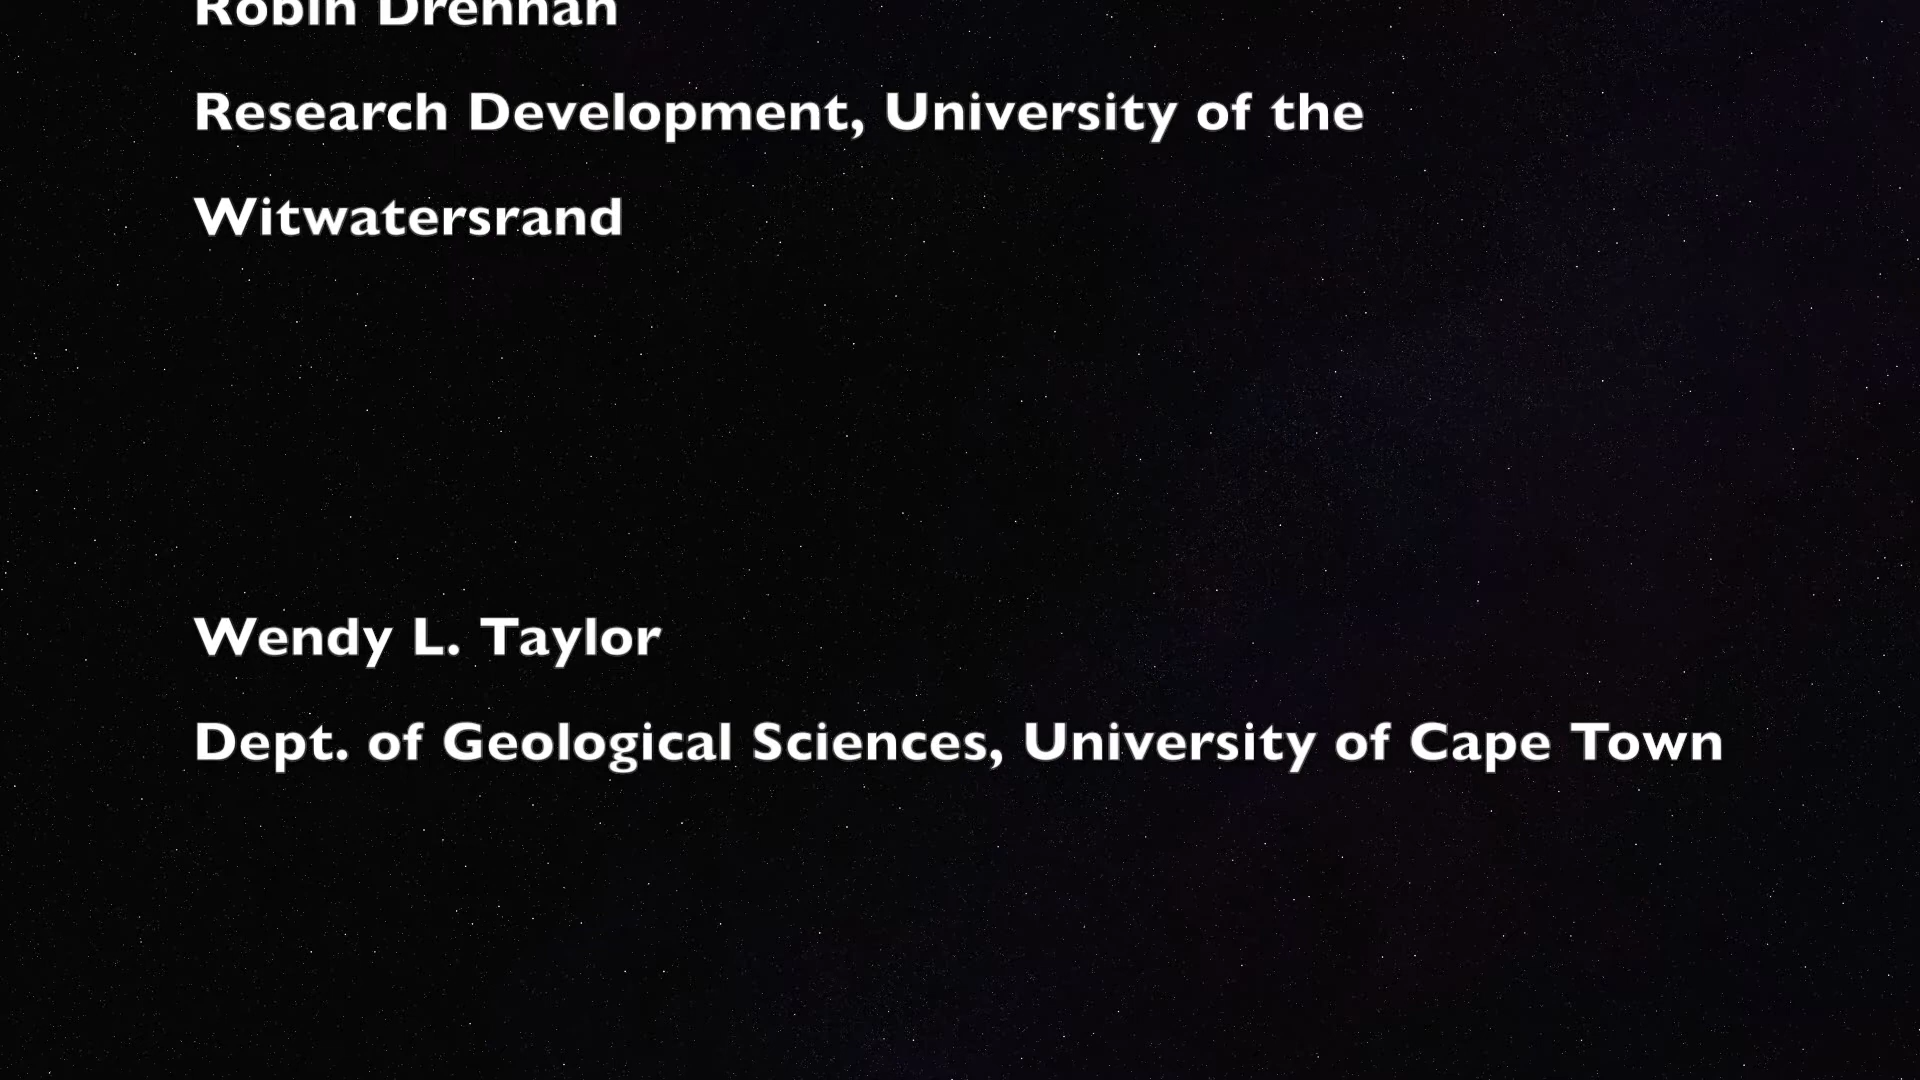 Robin Drennan
Research Development, University of the
Witwatersrand
Wendy L. Taylor
Dept. of Geological Sciences, University of Cape Town